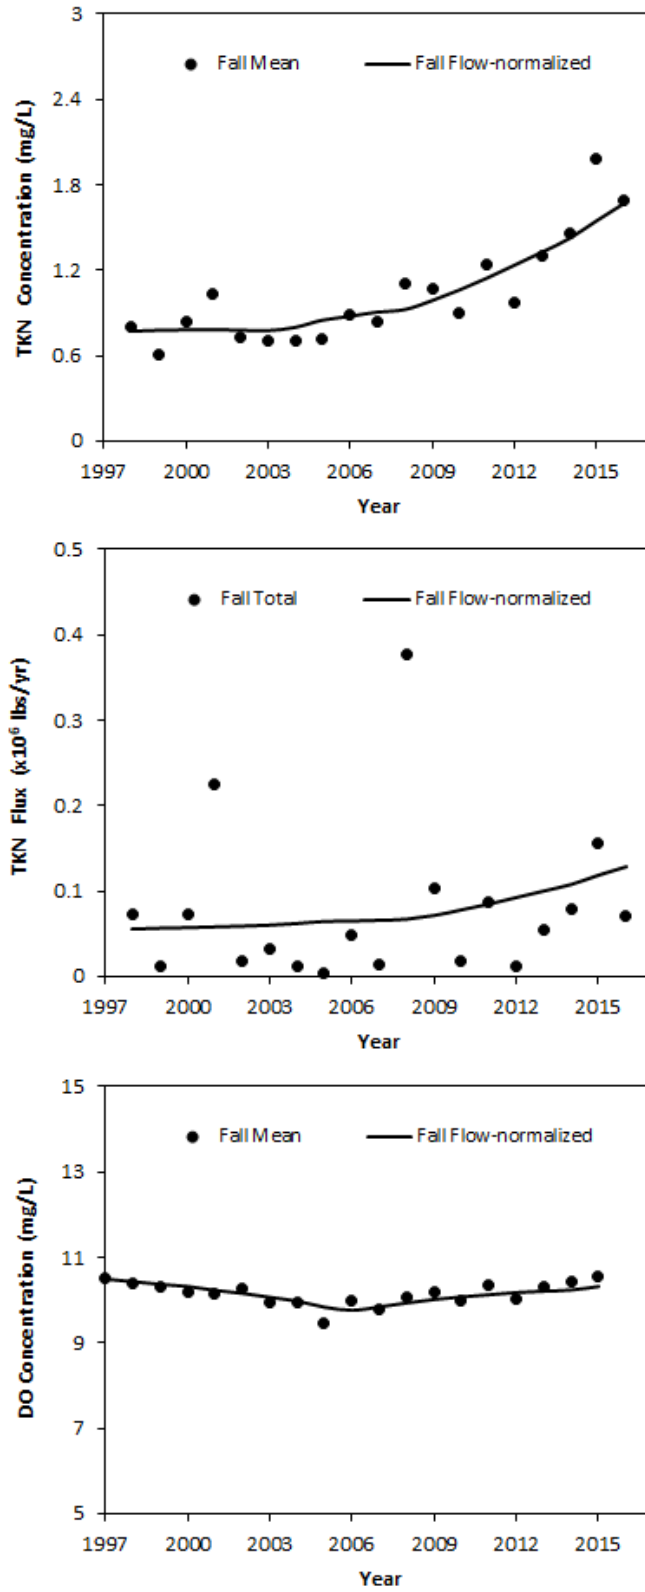 3
Fall Mean Fall Flow-normalized
2.4
1.8
1.2
0.6
0
TKN Concentration (mg/L)
1997 2000 2003 2006 2009 2012 2015
Year
0.5
Fall Total Fall Flow-normalized
0.4
0.3
0.2
0.1
0
TKN Flux (x10⁶ lbs/yr)
1997 2000 2003 2006 2009 2012 2015
Year
15
Fall Mean Fall Flow-normalized
13
11
9
7
5
DO Concentration (mg/L)
1997 2000 2003 2006 2009 2012 2015
Year